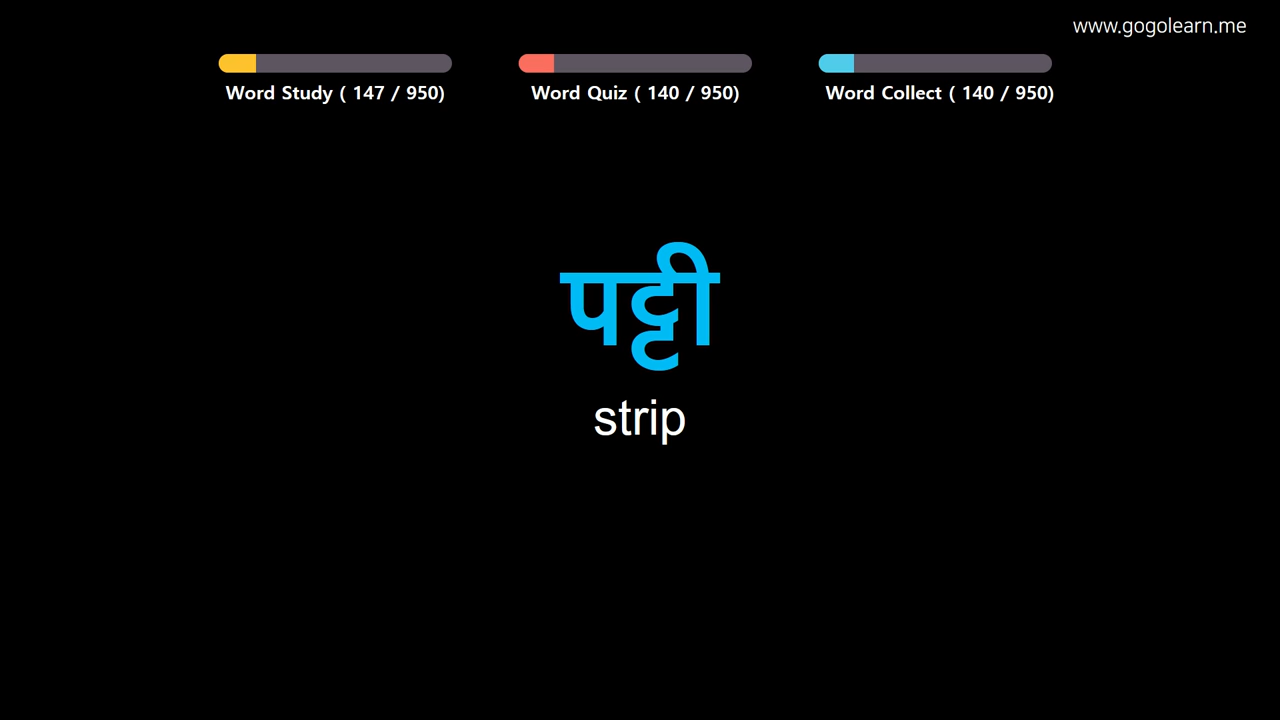 www.gogolearn.me
Word Study ( 147 / 950)
Word Quiz ( 140 / 950)
Word Collect ( 140 / 950)
पट्टी
strip